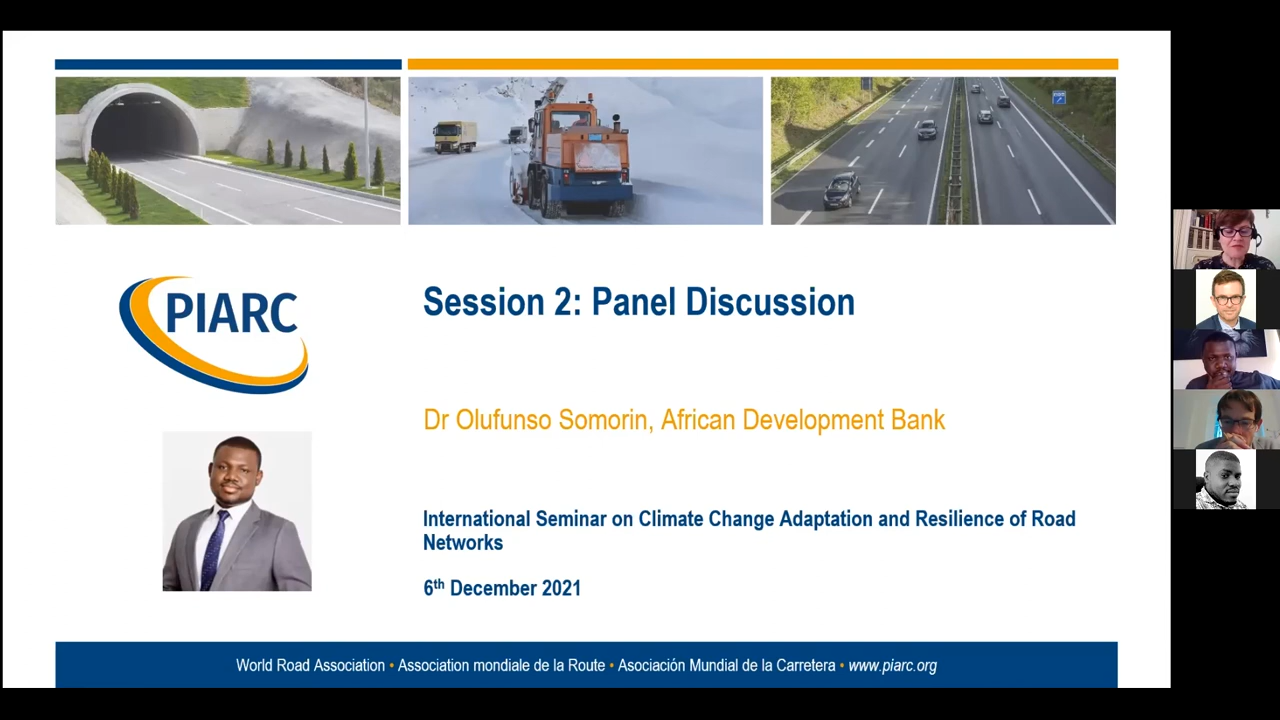 PIARC
Session 2: Panel Discussion
Dr Olufunso Somorin, African Development Bank
International Seminar on Climate Change Adaptation and Resilience of Road
Networks
6th December 2021
World Road Association • Association mondiale de la Route • Asociación Mundial de la Carretera • www.piarc.org